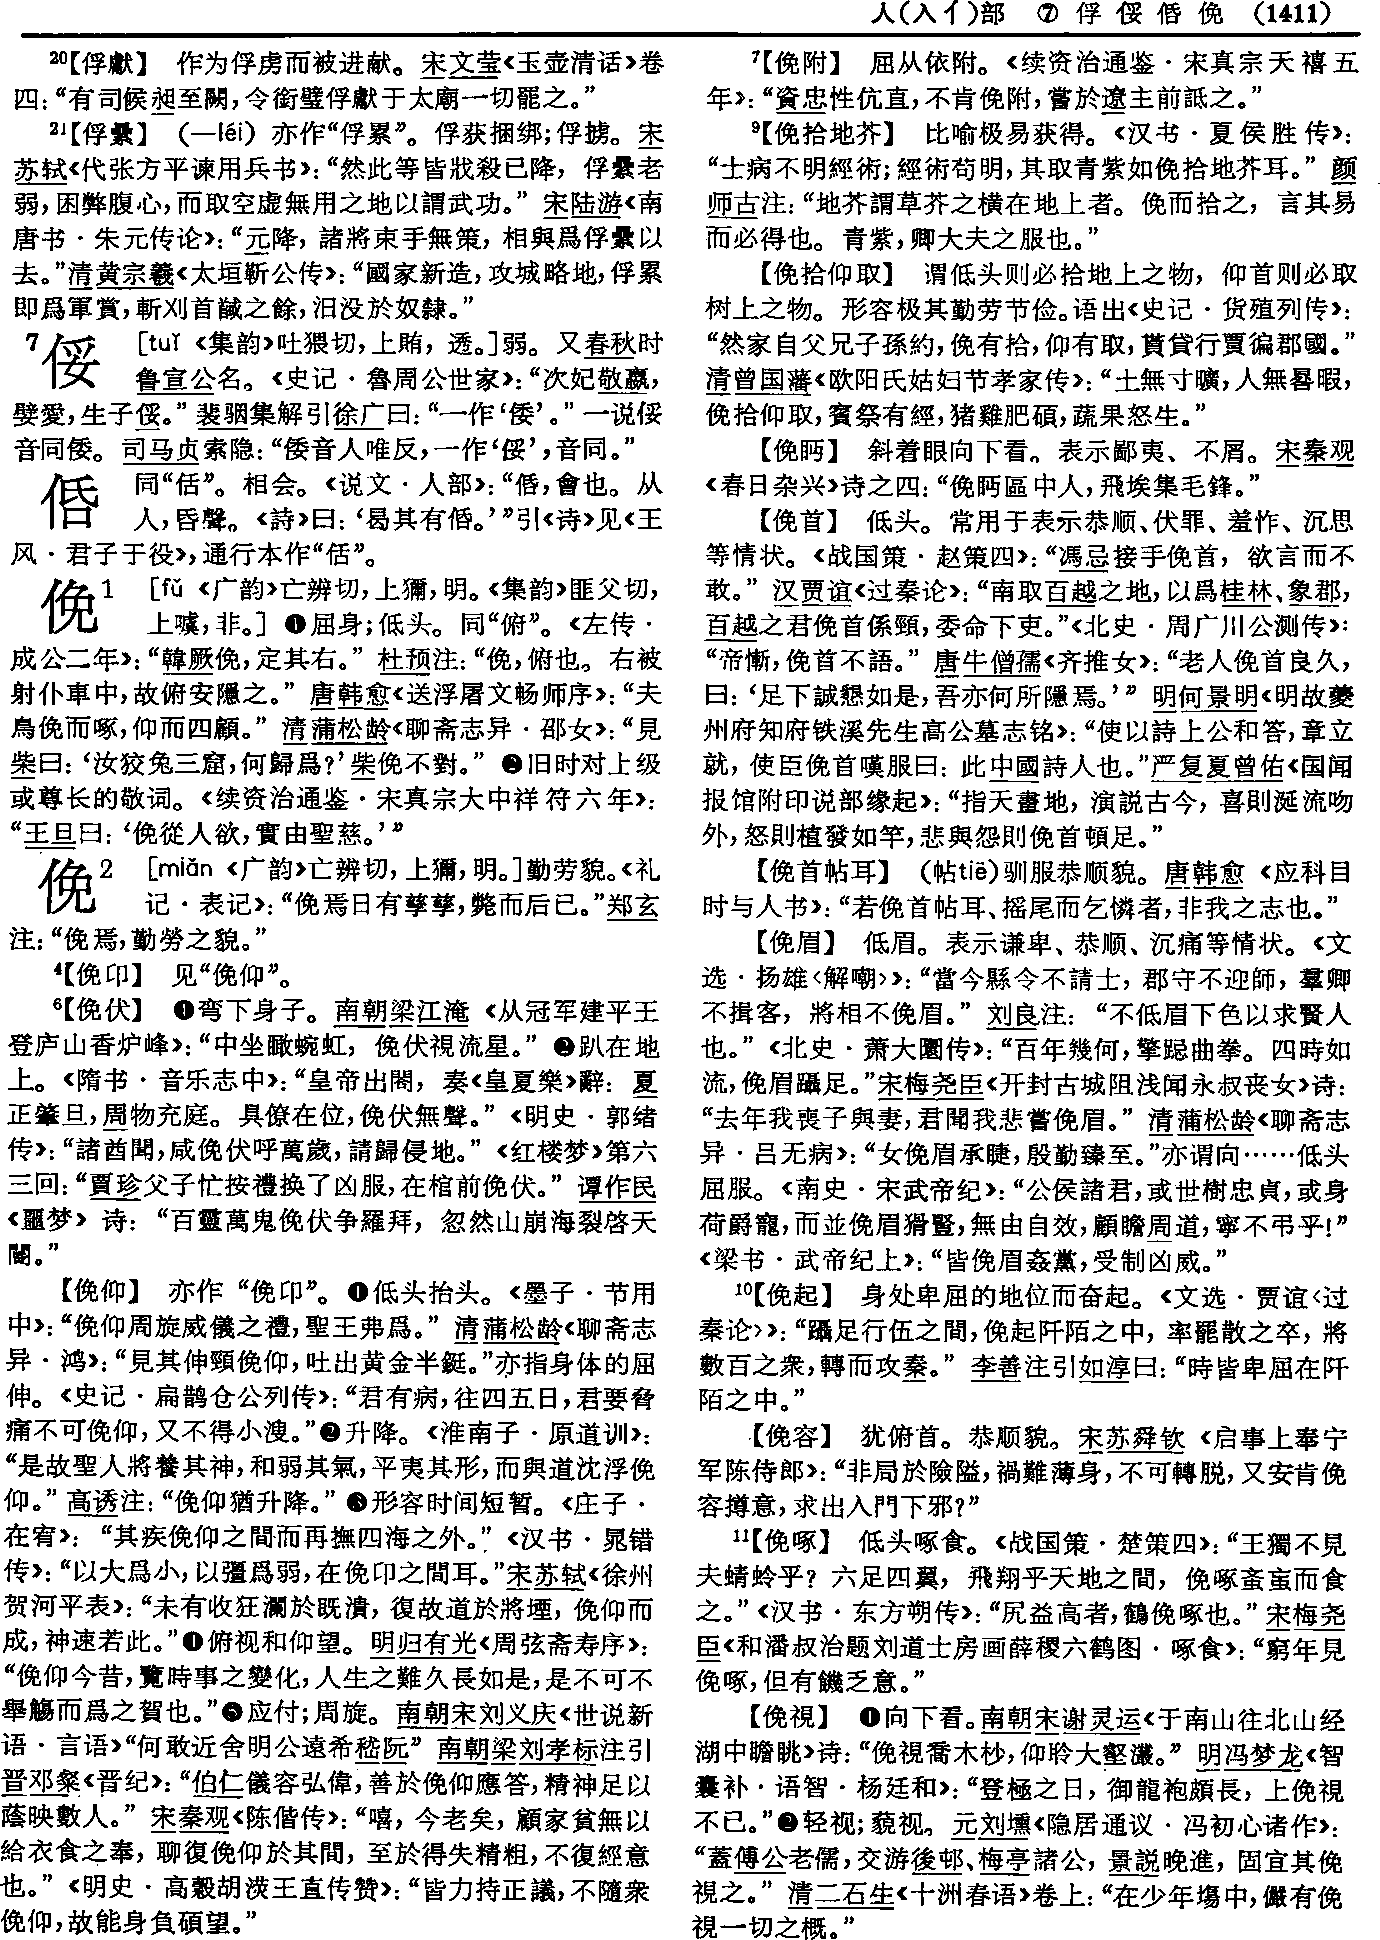 人(入亻)部　⑦ 俘 俀 偺 俛　(1411)
²⁰【俘獻】　作为俘虏而被进献。宋文莹《玉壶清话》卷
四：“有司候昶至闕，令銜璧俘獻于太廟一切罷之。”
²¹【俘纍】　(—léi) 亦作“俘累”。俘获捆绑；俘掳。宋
苏轼《代张方平谏用兵书》：“然此等皆戕殺已降，俘纍老
弱，困弊腹心，而取空虛無用之地以謂武功。” 宋陆游《南
唐书·朱元传论》：“元降，諸將束手無策，相與爲俘纍以
去。”清黄宗羲《太垣靳公传》：“國家新造，攻城略地，俘累
即爲軍賞，斬刈首馘之餘，汩没於奴隸。”
7俀　[tuǐ 《集韵》吐猥切，上賄，透。]弱。又春秋时
鲁宣公名。《史记·鲁周公世家》：“次妃敬嬴，
嬖愛，生子俀。” 裴骃集解引徐广曰：“一作‘倭’。” 一说俀
音同倭。司马贞索隐：“倭音人唯反，一作‘俀’，音同。”
㑻　同“佸”。相会。《说文·人部》：“㑻，會也。从
人，昏聲。《詩》曰：‘曷其有㑻。’”引《诗》见《王
风·君子于役》，通行本作“佸”。
俛1　[fǔ 《广韵》亡辨切，上獮，明。《集韵》匪父切，
上噳，非。] ❶屈身；低头。同“俯”。《左传·
成公二年》：“韓厥俛，定其右。” 杜预注：“俛，俯也。右被
射仆車中，故俯安隱之。” 唐韩愈《送浮屠文畅师序》：“夫
鳥俛而啄，仰而四顧。” 清蒲松龄《聊斋志异·邵女》：“見
柴曰：‘汝狡兔三窟，何歸爲？’柴俛不對。” ❷旧时对上级
或尊长的敬词。《续资治通鉴·宋真宗大中祥符六年》：
“王旦曰：‘俛從人欲，實由聖慈。’”
俛2　[miǎn 《广韵》亡辨切，上獮，明。]勤劳貌。《礼
记·表记》：“俛焉日有孳孳，斃而后已。”郑玄
注：“俛焉，勤勞之貌。”
⁴【俛卬】　见“俛仰”。
⁶【俛伏】　❶弯下身子。南朝梁江淹《从冠军建平王
登庐山香炉峰》：“中坐瞰蜿虹，俛伏視流星。” ❷趴在地
上。《隋书·音乐志中》：“皇帝出閤，奏《皇夏樂》辭：夏
正肇旦，周物充庭。具僚在位，俛伏無聲。” 《明史·郭绪
传》：“諸酋聞，咸俛伏呼萬歲，請歸侵地。” 《红楼梦》第六
三回：“賈珍父子忙按禮换了凶服，在棺前俛伏。” 谭作民
《噩梦》 诗：“百靈萬鬼俛伏争羅拜，忽然山崩海裂啓天
閽。”
【俛仰】　亦作 “俛卬”。❶低头抬头。《墨子·节用
中》：“俛仰周旋威儀之禮，聖王弗爲。” 清蒲松龄《聊斋志
异·鸿》：“見其伸頸俛仰，吐出黄金半鋌。”亦指身体的屈
伸。《史记·扁鹊仓公列传》：“君有病，往四五日，君要脅
痛不可俛仰，又不得小溲。”❷升降。《淮南子·原道训》：
“是故聖人將養其神，和弱其氣，平夷其形，而與道沈浮俛
仰。” 高诱注：“俛仰猶升降。” ❸形容时间短暂。《庄子·
在宥》：“其疾俛仰之間而再撫四海之外。” 《汉书·晁错
传》：“以大爲小，以彊爲弱，在俛卬之間耳。”宋苏轼《徐州
贺河平表》：“未有收狂瀾於既潰，復故道於將堙，俛仰而
成，神速若此。”❹俯视和仰望。明归有光《周弦斋寿序》：
“俛仰今昔，覽時事之變化，人生之難久長如是，是不可不
舉觴而爲之賀也。”❺应付；周旋。南朝宋刘义庆《世说新
语·言语》“何敢近舍明公遠希嵇阮” 南朝梁刘孝标注引
晋邓粲《晋纪》：“伯仁儀容弘偉，善於俛仰應答，精神足以
蔭映數人。” 宋秦观《陈偕传》：“嘻，今老矣，顧家貧無以
給衣食之奉，聊復俛仰於其間，至於得失精粗，不復經意
也。” 《明史·高穀胡濙王直传赞》：“皆力持正議，不隨衆
俛仰，故能身負碩望。”
⁷【俛附】　屈从依附。《续资治通鉴·宋真宗天禧五
年》：“資忠性伉直，不肯俛附，嘗於遼主前詆之。”
⁹【俛拾地芥】　比喻极易获得。《汉书·夏侯胜传》：
“士病不明經術；經術苟明，其取青紫如俛拾地芥耳。” 颜
师古注：“地芥謂草芥之横在地上者。俛而拾之，言其易
而必得也。青紫，卿大夫之服也。”
【俛拾仰取】　谓低头则必拾地上之物，仰首则必取
树上之物。形容极其勤劳节俭。语出《史记·货殖列传》：
“然家自父兄子孫約，俛有拾，仰有取，貰貸行賈徧郡國。”
清曾国藩《欧阳氏姑妇节孝家传》：“土無寸曠，人無晷暇，
俛拾仰取，賓祭有經，猪雞肥碩，蔬果怒生。”
【俛眄】　斜着眼向下看。表示鄙夷、不屑。宋秦观
《春日杂兴》诗之四：“俛眄區中人，飛埃集毛鋒。”
【俛首】　低头。常用于表示恭顺、伏罪、羞怍、沉思
等情状。《战国策·赵策四》：“馮忌接手俛首，欲言而不
敢。” 汉贾谊《过秦论》：“南取百越之地，以爲桂林、象郡，
百越之君俛首係頸，委命下吏。”《北史·周广川公测传》：
“帝慚，俛首不語。” 唐牛僧孺《齐推女》：“老人俛首良久，
曰：‘足下誠懇如是，吾亦何所隱焉。’” 明何景明《明故夔
州府知府铁溪先生高公墓志铭》：“使以詩上公和答，章立
就，使臣俛首嘆服曰：此中國詩人也。”严复夏曾佑《国闻
报馆附印说部缘起》：“指天畫地，演説古今，喜則涎流吻
外，怒則植發如竿，悲與怨則俛首頓足。”
【俛首帖耳】　(帖tiē)驯服恭顺貌。唐韩愈 《应科目
时与人书》：“若俛首帖耳、摇尾而乞憐者，非我之志也。”
【俛眉】　低眉。表示谦卑、恭顺、沉痛等情状。《文
选·扬雄〈解嘲〉》：“當今縣令不請士，郡守不迎師，羣卿
不揖客，將相不俛眉。” 刘良注：“不低眉下色以求賢人
也。” 《北史·萧大圜传》：“百年幾何，擎跽曲拳。四時如
流，俛眉躡足。”宋梅尧臣《开封古城阻浅闻永叔丧女》诗：
“去年我喪子與妻，君聞我悲嘗俛眉。” 清蒲松龄《聊斋志
异·吕无病》：“女俛眉承睫，殷勤臻至。”亦谓向……低头
屈服。《南史·宋武帝纪》：“公侯諸君，或世樹忠貞，或身
荷爵寵，而並俛眉猾豎，無由自效，顧瞻周道，寧不弔乎！”
《梁书·武帝纪上》：“皆俛眉姦黨，受制凶威。”
¹⁰【俛起】　身处卑屈的地位而奋起。《文选·贾谊〈过
秦论〉》：“躡足行伍之間，俛起阡陌之中，率罷散之卒，將
數百之衆，轉而攻秦。” 李善注引如淳曰：“時皆卑屈在阡
陌之中。”
【俛容】　犹俯首。恭顺貌。宋苏舜钦 《启事上奉宁
军陈侍郎》：“非局於險隘，禍難薄身，不可轉脱，又安肯俛
容撙意，求出入門下邪？”
¹¹【俛啄】　低头啄食。《战国策·楚策四》：“王獨不見
夫蜻蛉乎？六足四翼，飛翔乎天地之間，俛啄蚉䖟而食
之。”《汉书·东方朔传》：“尻益高者，鶴俛啄也。” 宋梅尧
臣《和潘叔治题刘道士房画薛稷六鹤图·啄食》：“窮年見
俛啄，但有饑乏意。”
【俛視】　❶向下看。南朝宋谢灵运《于南山往北山经
湖中瞻眺》诗：“俛視喬木杪，仰聆大壑灇。” 明冯梦龙《智
囊补·语智·杨廷和》：“登極之日，御龍袍頗長，上俛視
不已。”❷轻视；藐视。元刘壎《隐居通议·冯初心诸作》：
“蓋傅公老儒，交游後邨、梅亭諸公，景説晚進，固宜其俛
視之。” 清二石生《十洲春语》卷上：“在少年塲中，儼有俛
視一切之概。”